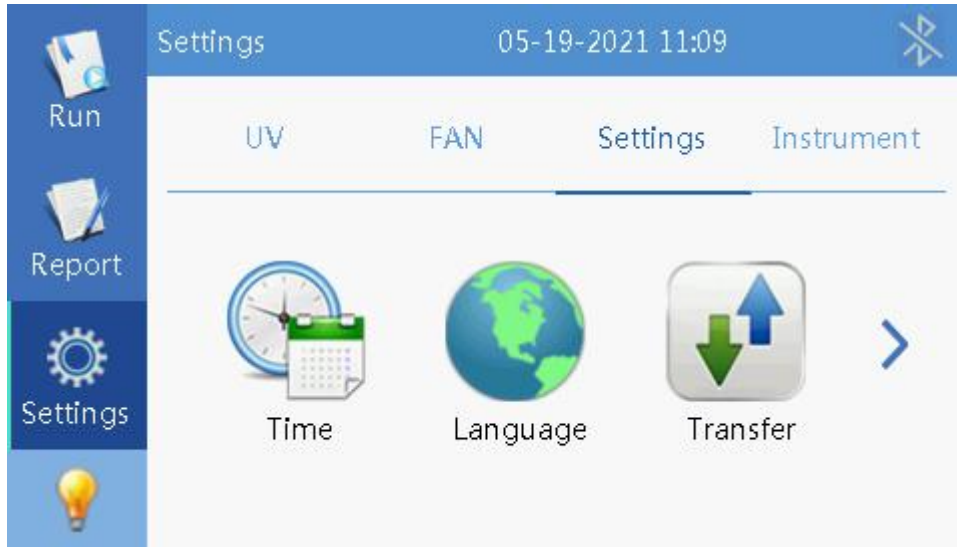 Settings 05-19-2021 11:09
Run
UV FAN Settings Instrument
Report
Settings
Time Language Transfer